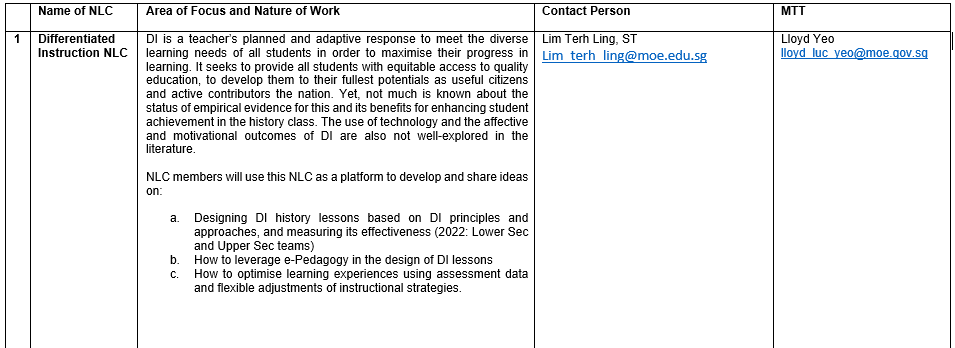 Name of NLC
Area of Focus and Nature of Work
Contact Person
MTT
1
Differentiated
Instruction NLC
DI is a teacher's planned and adaptive response to meet the diverse
learning needs of all students in order to maximise their progress in
learning. It seeks to provide all students with equitable access to quality
education, to develop them to their fullest potentials as useful citizens
and active contributors the nation. Yet, not much is known about the
status of empirical evidence for this and its benefits for enhancing student
achievement in the history class. The use of technology and the affective
and motivational outcomes of DI are also not well-explored in the
literature.
NLC members will use this NLC as a platform to develop and share ideas
on:
a. Designing DI history lessons based on DI principles and
approaches, and measuring its effectiveness (2022: Lower Sec
and Upper Sec teams)
b. How to leverage e-Pedagogy in the design of DI lessons
c. How to optimise learning experiences using assessment data
and flexible adjustments of instructional strategies.
Lim Terh Ling, ST
Lim_terh_ling@moe.edu.sg
Lloyd Yeo
lloyd_luc_yeo@moe.gov.sg